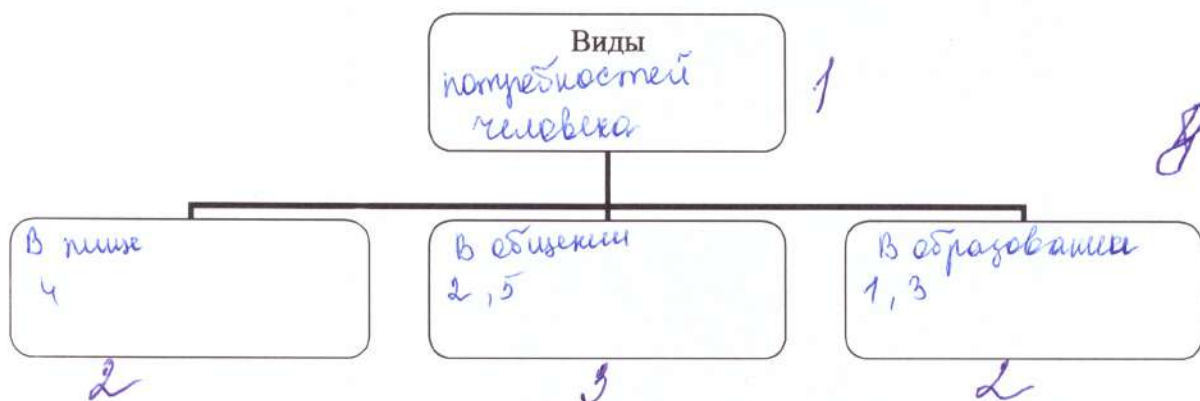 Виды
потребностей
человека
1
8
В пище
4
В общении
2, 5
В образовании
1, 3
2
3
2